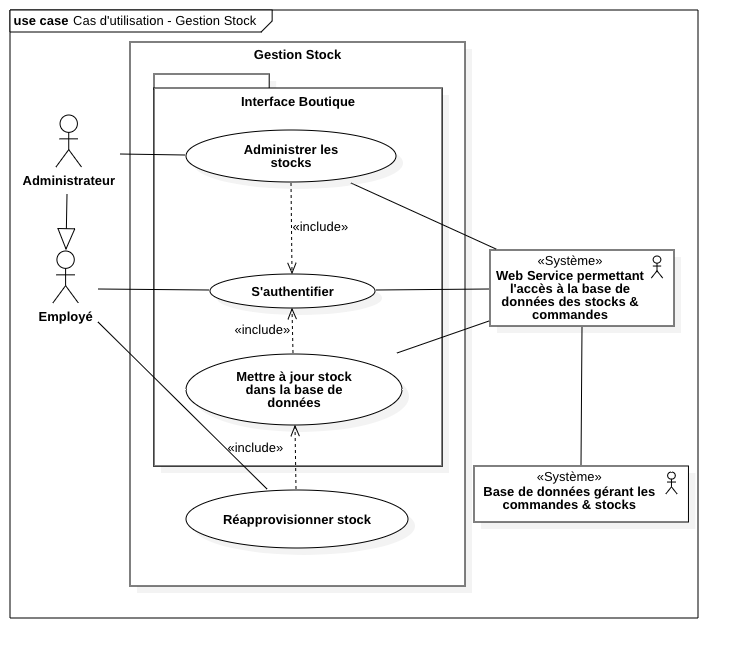 use case Cas d'utilisation - Gestion Stock
Gestion Stock
Interface Boutique
Administrer les
stocks
Administrateur
«include»
«Système»
Web Service permettant
l'accès à la base de
données des stocks &
commandes
S'authentifier
Employé
«include»
Mettre à jour stock
dans la base de
données
«include»
«Système»
Base de données gérant les
commandes & stocks
Réapprovisionner stock